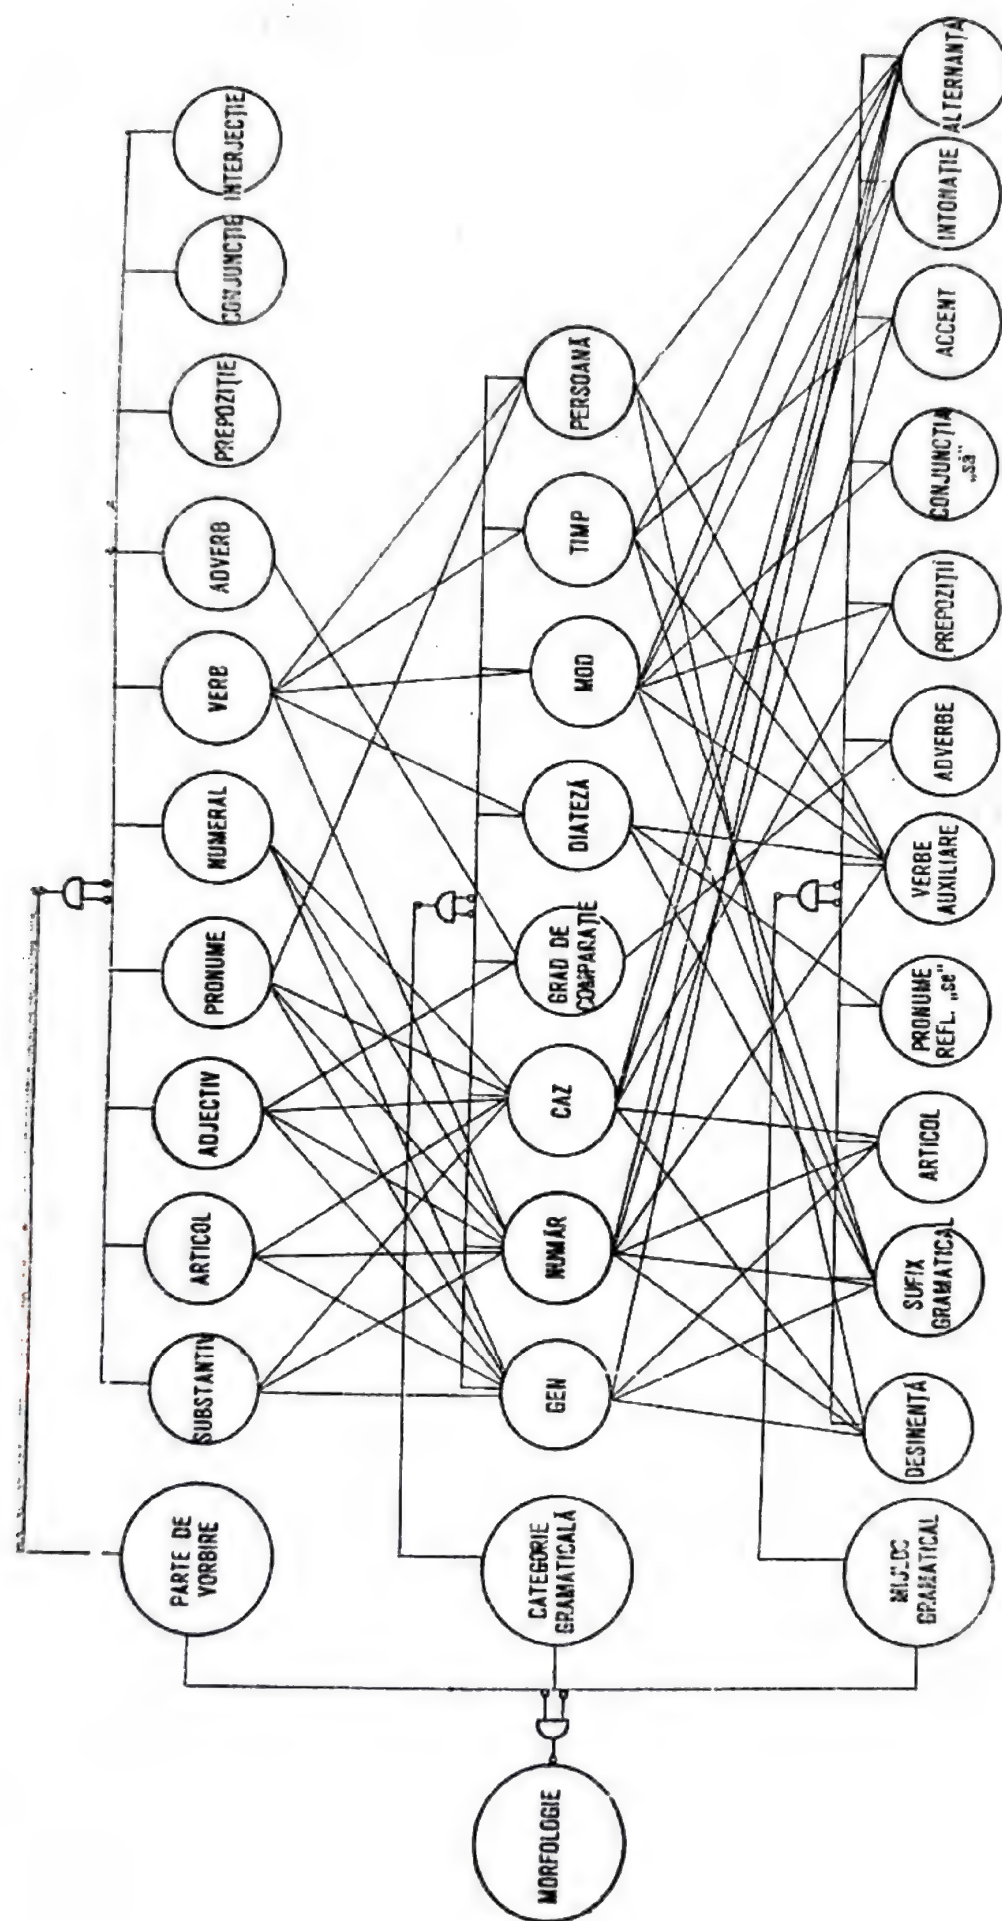 MORFOLOGIE
PARTE DE
VORBIRE
SUBSTANTIV
ARTICOL
ADJECTIV
PRONUME
NUMERAL
VERB
ADVERB
PREPOZIȚIE
CONJUNCȚIE
INTERJECȚIE
CATEGORIE
GRAMATICALĂ
GEN
NUMĂR
CAZ
GRAD DE
COMPARAȚIE
DIATEZĂ
MOD
TIMP
PERSOANĂ
MIJLOC
GRAMATICAL
DESINENȚĂ
SUFIX
GRAMATICAL
ARTICOL
PRONUME
REFL. „se"
VERBE
AUXILIARE
ADVERBE
PREPOZIȚII
CONJUNCȚIA
„să"
ACCENT
INTONAȚIE
ALTERNANȚĂ